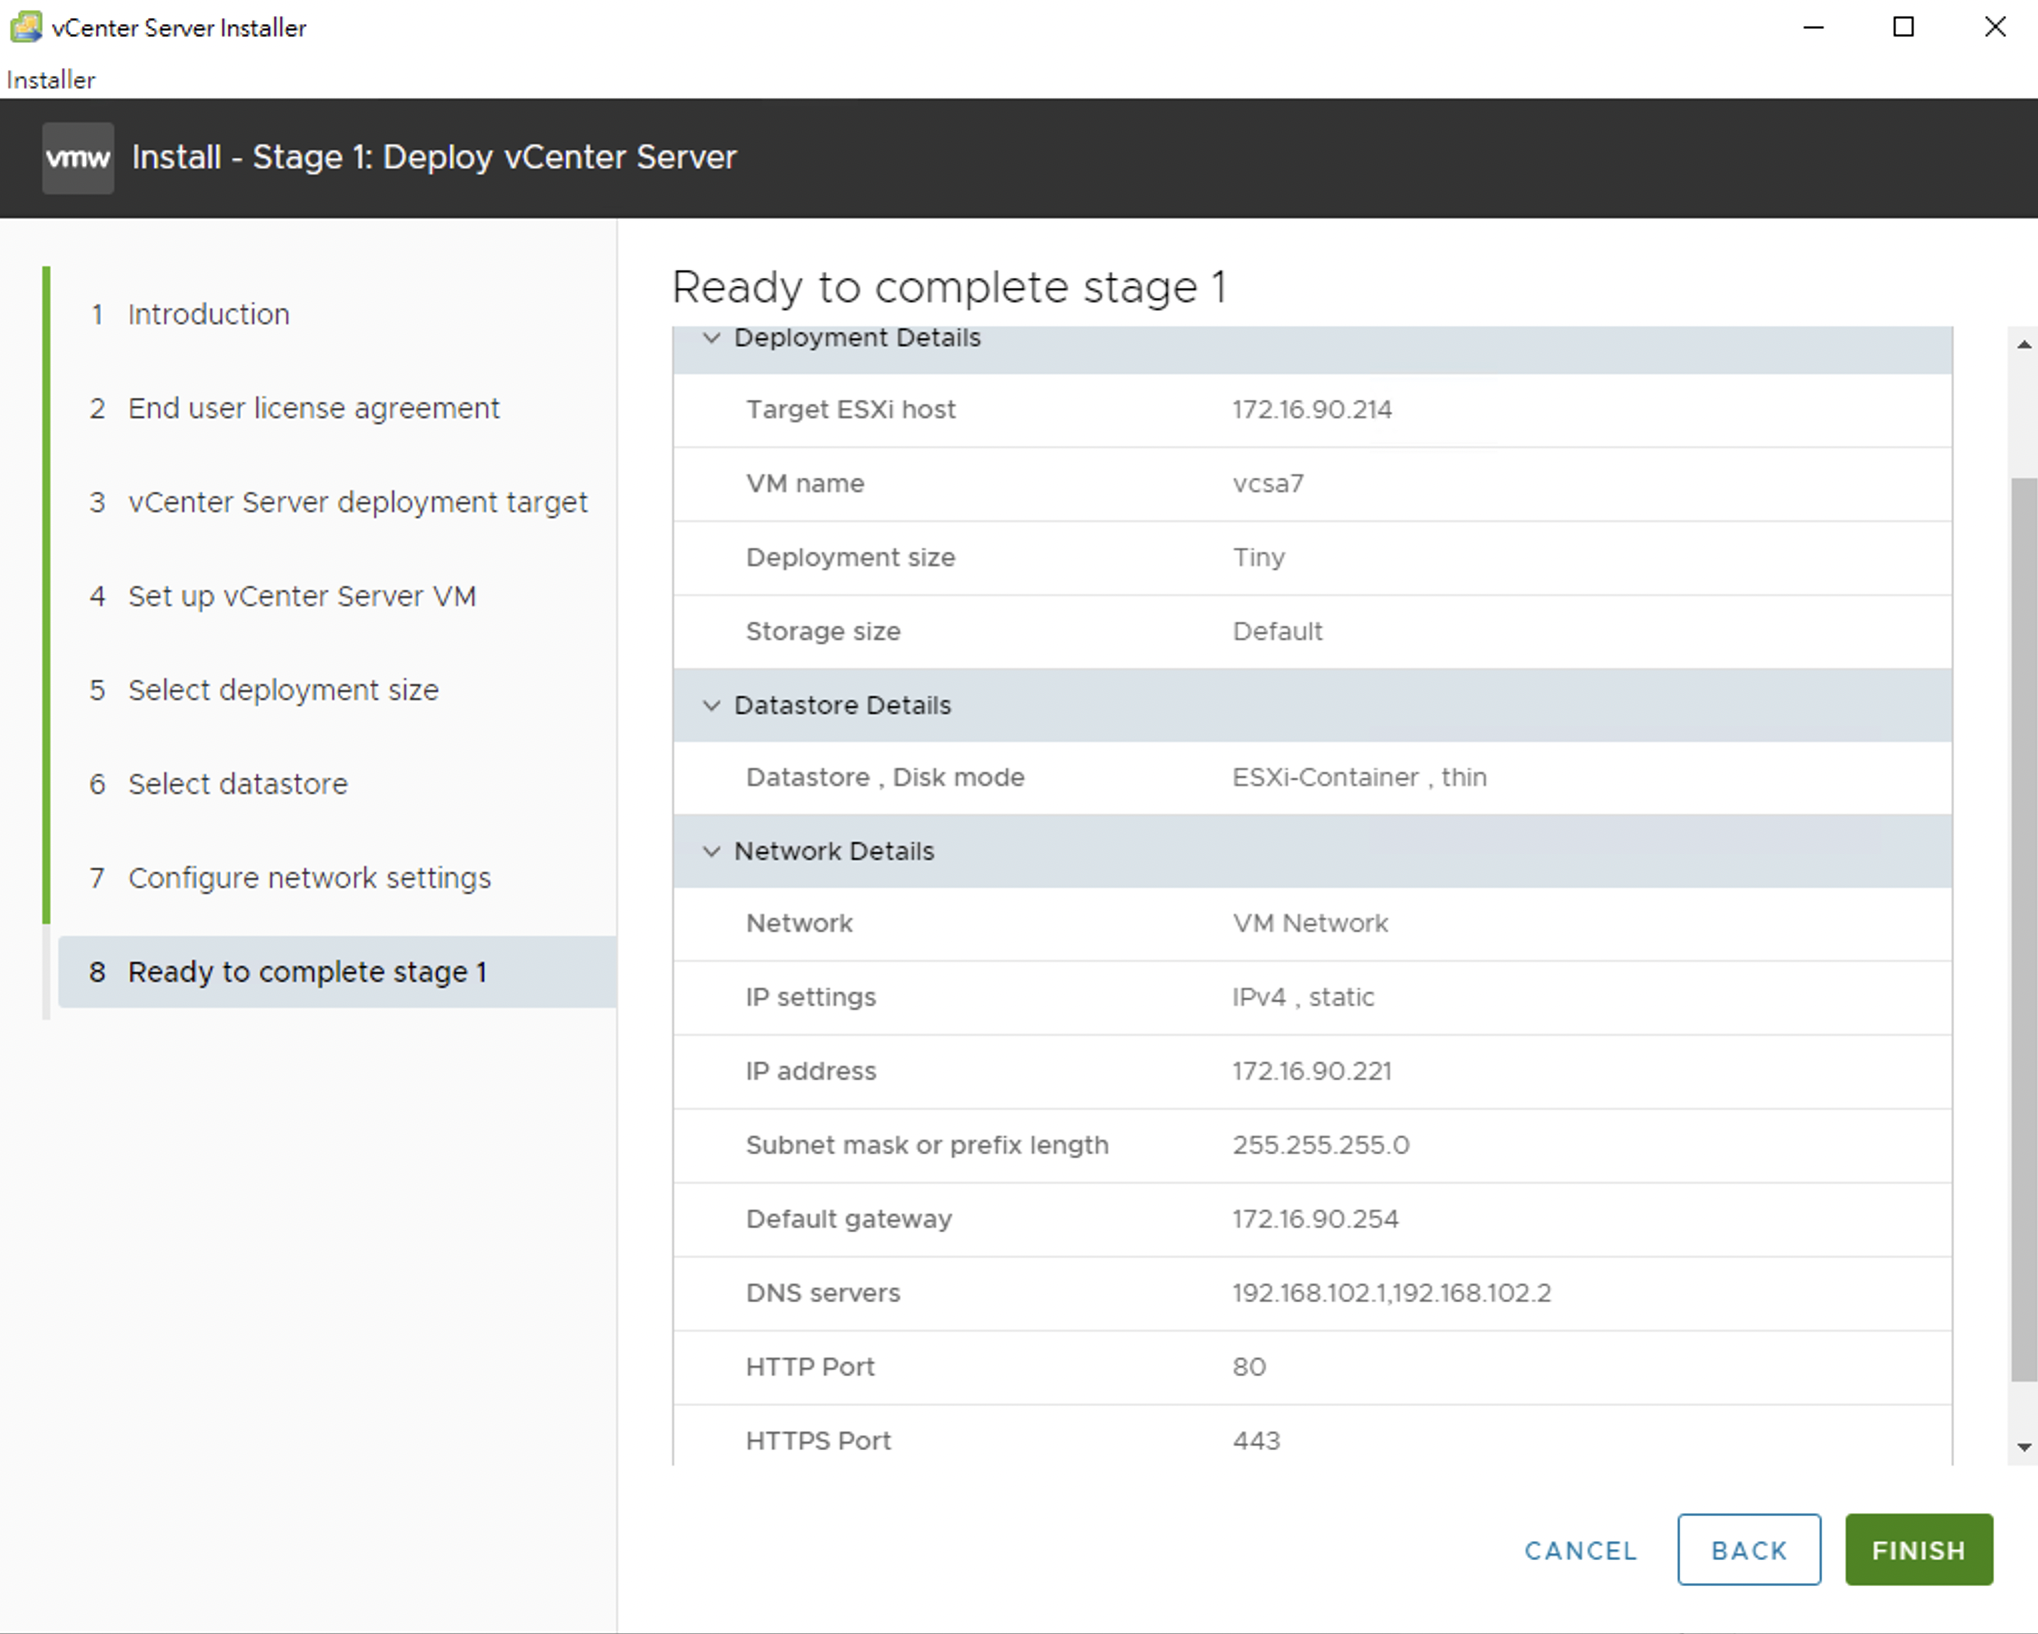 vCenter Server Installer
Installer
vmw Install - Stage 1: Deploy vCenter Server
1 Introduction
2 End user license agreement
3 vCenter Server deployment target
4 Set up vCenter Server VM
5 Select deployment size
6 Select datastore
7 Configure network settings
8 Ready to complete stage 1
Ready to complete stage 1
Deployment Details
Target ESXi host 172.16.90.214
VM name vcsa7
Deployment size Tiny
Storage size Default
Datastore Details
Datastore , Disk mode ESXi-Container , thin
Network Details
Network VM Network
IP settings IPv4 , static
IP address 172.16.90.221
Subnet mask or prefix length 255.255.255.0
Default gateway 172.16.90.254
DNS servers 192.168.102.1,192.168.102.2
HTTP Port 80
HTTPS Port 443
CANCEL BACK FINISH